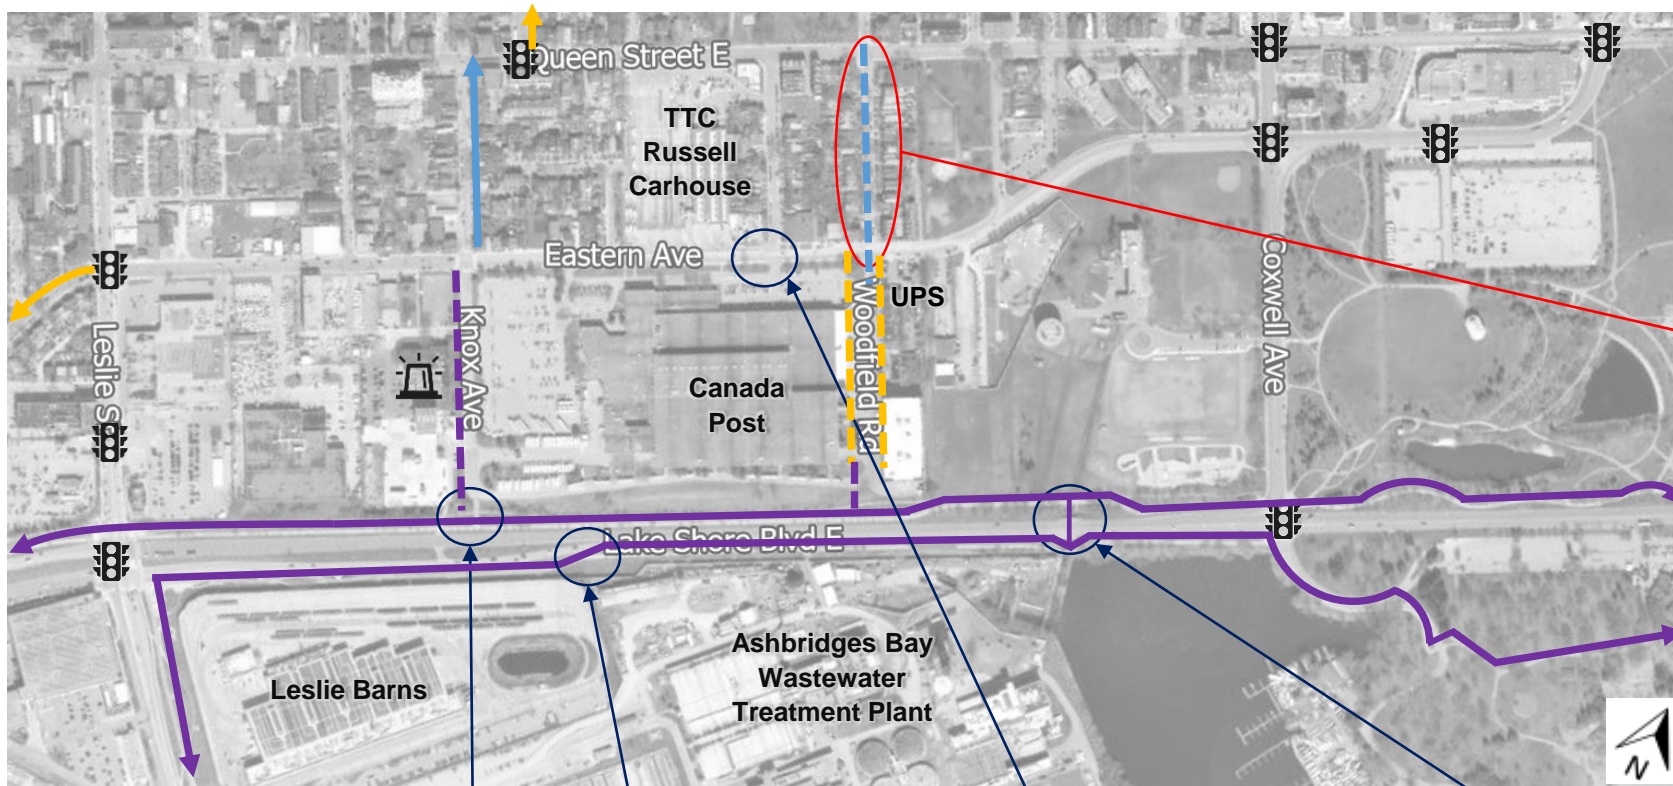 Queen Street E
TTC
Russell
Carhouse
Eastern Ave
UPS
Woodfield Rd
Coxwell Ave
Leslie S
Knox Ave
Canada
Post
Lake Shore Blvd E
Leslie Barns
Ashbridges Bay
Wastewater
Treatment Plant
N